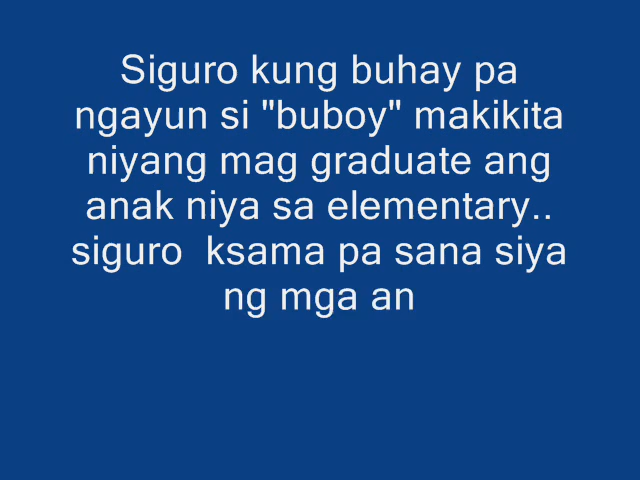 Siguro kung buhay pa
ngayun si "buboy" makikita
niyang mag graduate ang
anak niya sa elementary..
siguro  ksama pa sana siya
ng mga an